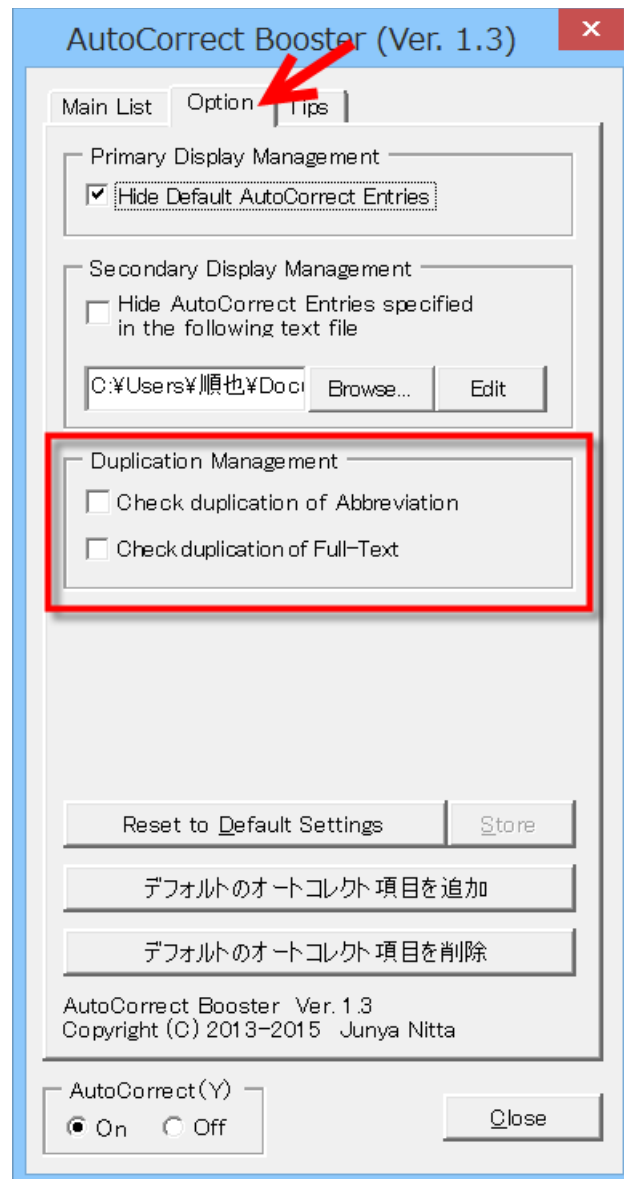 AutoCorrect Booster (Ver. 1.3)
Main List Option Tips
Primary Display Management
Hide Default AutoCorrect Entries
Secondary Display Management
Hide AutoCorrect Entries specified
in the following text file
C:¥Users¥順也¥Docu Browse... Edit
Duplication Management
Check duplication of Abbreviation
Check duplication of Full-Text
Reset to Default Settings Store
デフォルトのオートコレクト項目を追加
デフォルトのオートコレクト項目を削除
AutoCorrect Booster Ver. 1.3
Copyright (C) 2013-2015 Junya Nitta
AutoCorrect(Y)
On Off
Close